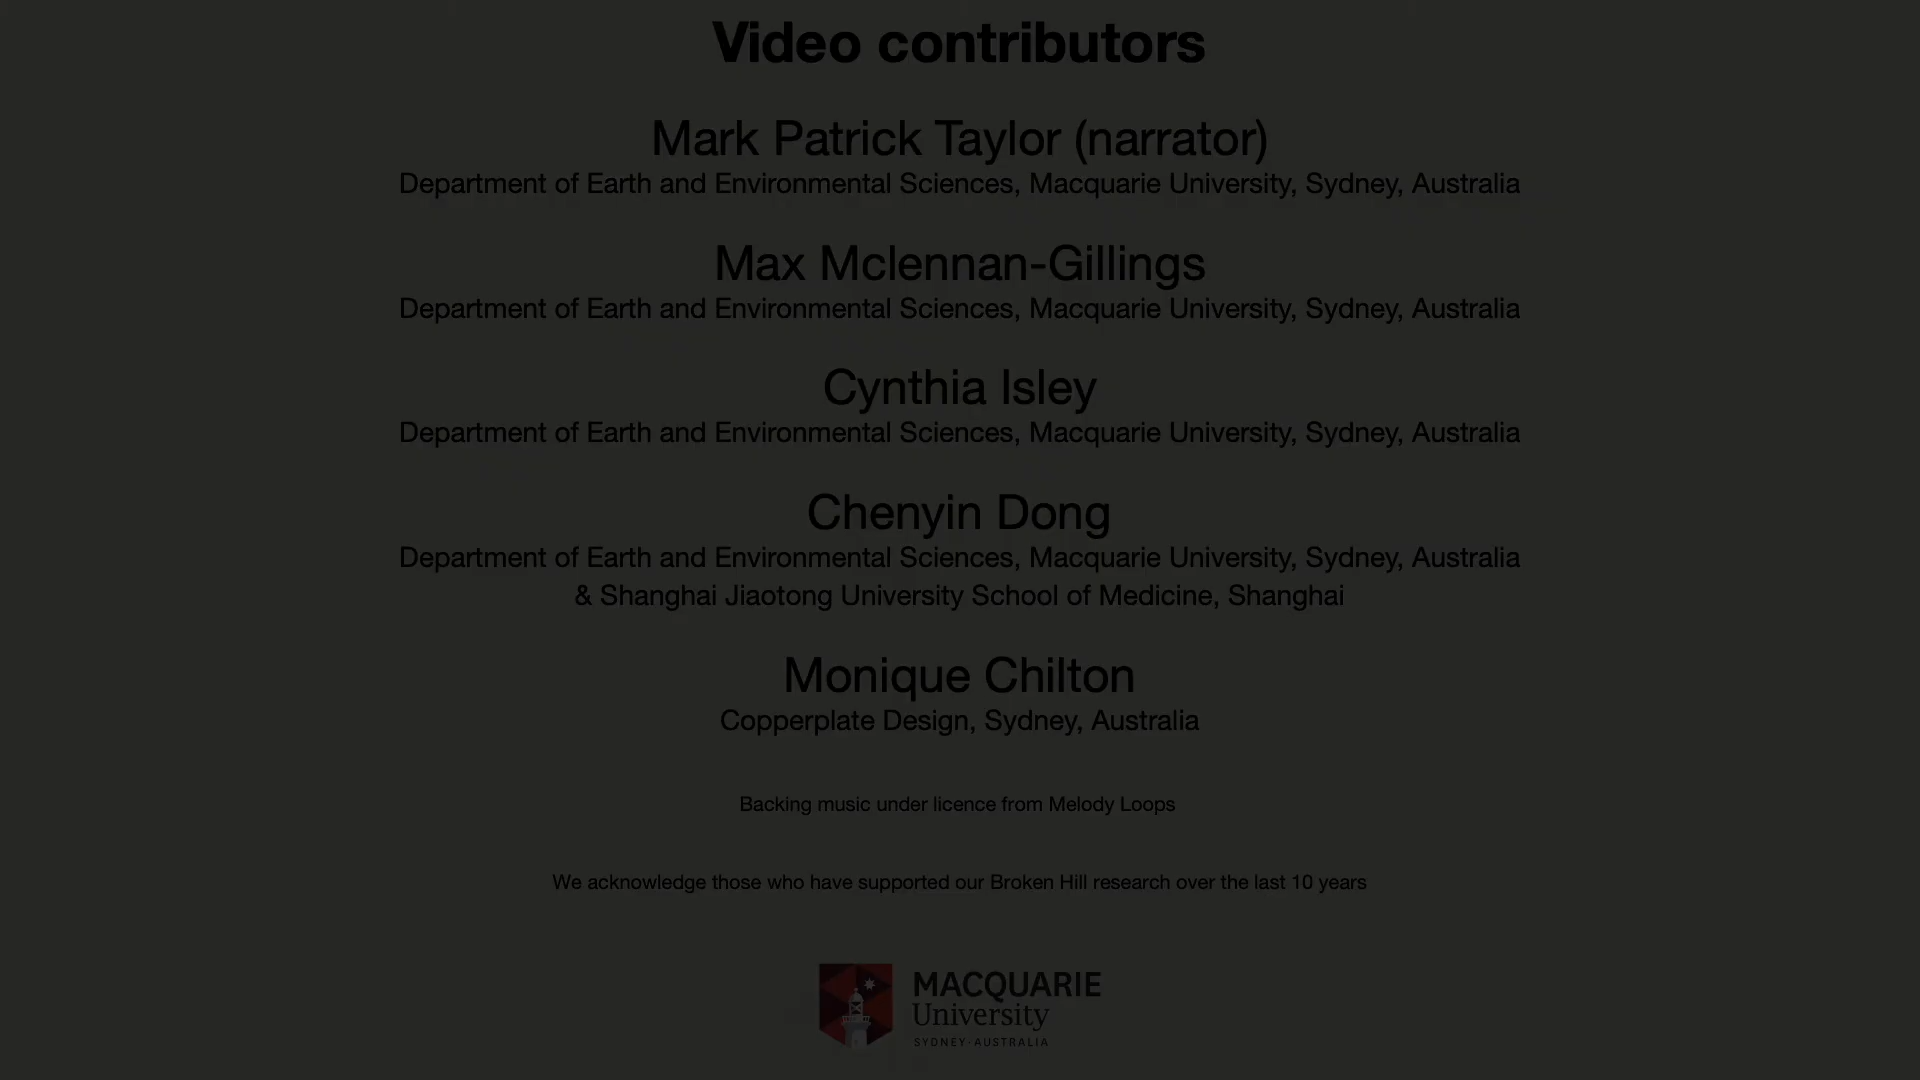 Video contributors
Mark Patrick Taylor (narrator)
Department of Earth and Environmental Sciences, Macquarie University, Sydney, Australia
Max Mclennan-Gillings
Department of Earth and Environmental Sciences, Macquarie University, Sydney, Australia
Cynthia Isley
Department of Earth and Environmental Sciences, Macquarie University, Sydney, Australia
Chenyin Dong
Department of Earth and Environmental Sciences, Macquarie University, Sydney, Australia
& Shanghai Jiaotong University School of Medicine, Shanghai
Monique Chilton
Copperplate Design, Sydney, Australia
Backing music under licence from Melody Loops
We acknowledge those who have supported our Broken Hill research over the last 10 years
MACQUARIE
University
SYDNEY·AUSTRALIA